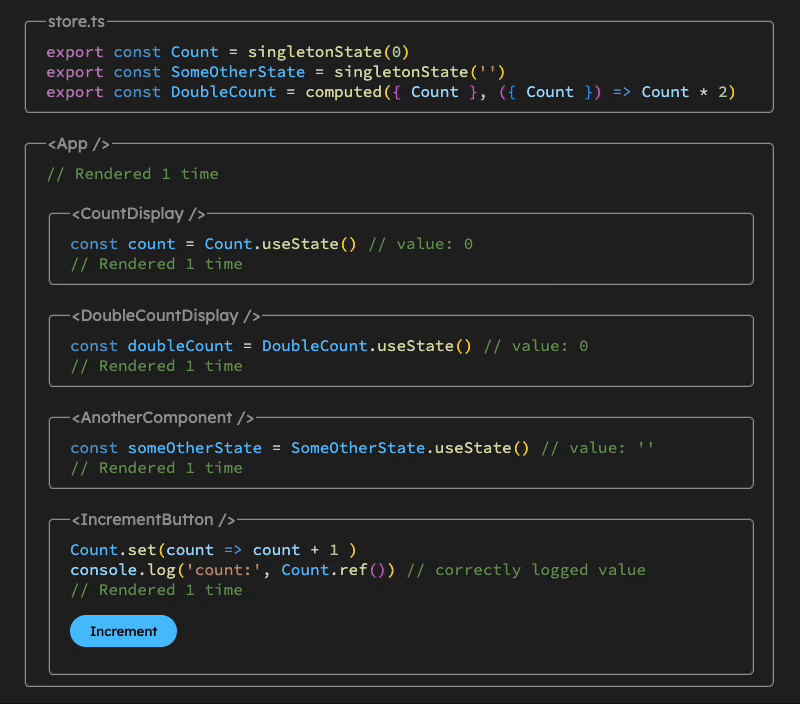 store.ts
export const Count = singletonState(0)
export const SomeOtherState = singletonState('')
export const DoubleCount = computed({ Count }, ({ Count }) => Count * 2)
<App />
// Rendered 1 time
<CountDisplay />
const count = Count.useState() // value: 0
// Rendered 1 time
<DoubleCountDisplay />
const doubleCount = DoubleCount.useState() // value: 0
// Rendered 1 time
<AnotherComponent />
const someOtherState = SomeOtherState.useState() // value: ''
// Rendered 1 time
<IncrementButton />
Count.set(count => count + 1 )
console.log('count:', Count.ref()) // correctly logged value
// Rendered 1 time
Increment